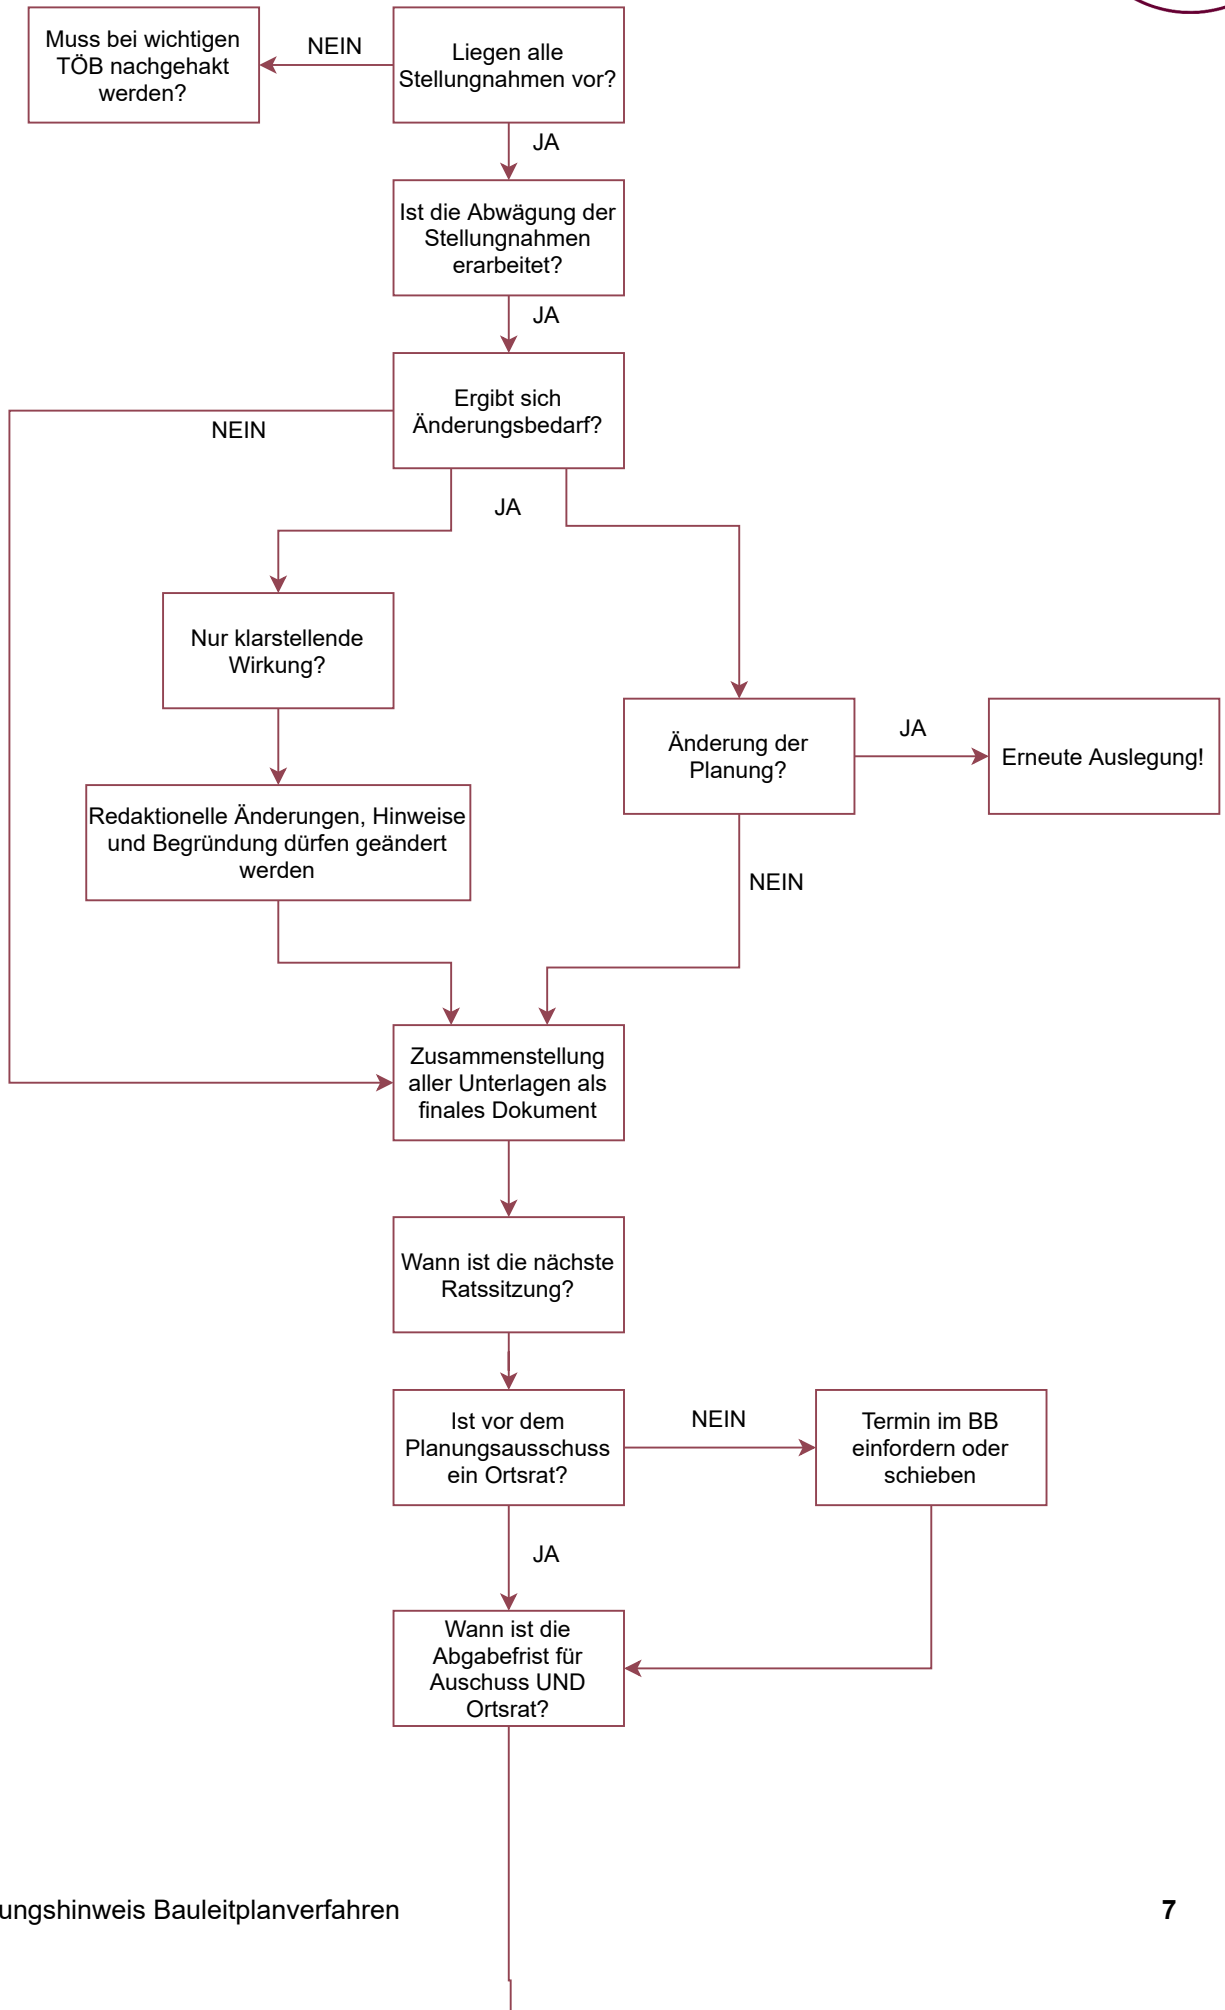 Muss bei wichtigen
TÖB nachgehakt
werden?
NEIN
Liegen alle
Stellungnahmen vor?
JA
Ist die Abwägung der
Stellungnahmen
erarbeitet?
JA
Ergibt sich
Änderungsbedarf?
NEIN
JA
Nur klarstellende
Wirkung?
Änderung der
Planung?
JA
Erneute Auslegung!
Redaktionelle Änderungen, Hinweise
und Begründung dürfen geändert
werden
NEIN
Zusammenstellung
aller Unterlagen als
finales Dokument
Wann ist die nächste
Ratssitzung?
Ist vor dem
Planungsausschuss
ein Ortsrat?
NEIN
Termin im BB
einfordern oder
schieben
JA
Wann ist die
Abgabefrist für
Auschuss UND
Ortsrat?
ungshinweis Bauleitplanverfahren
7